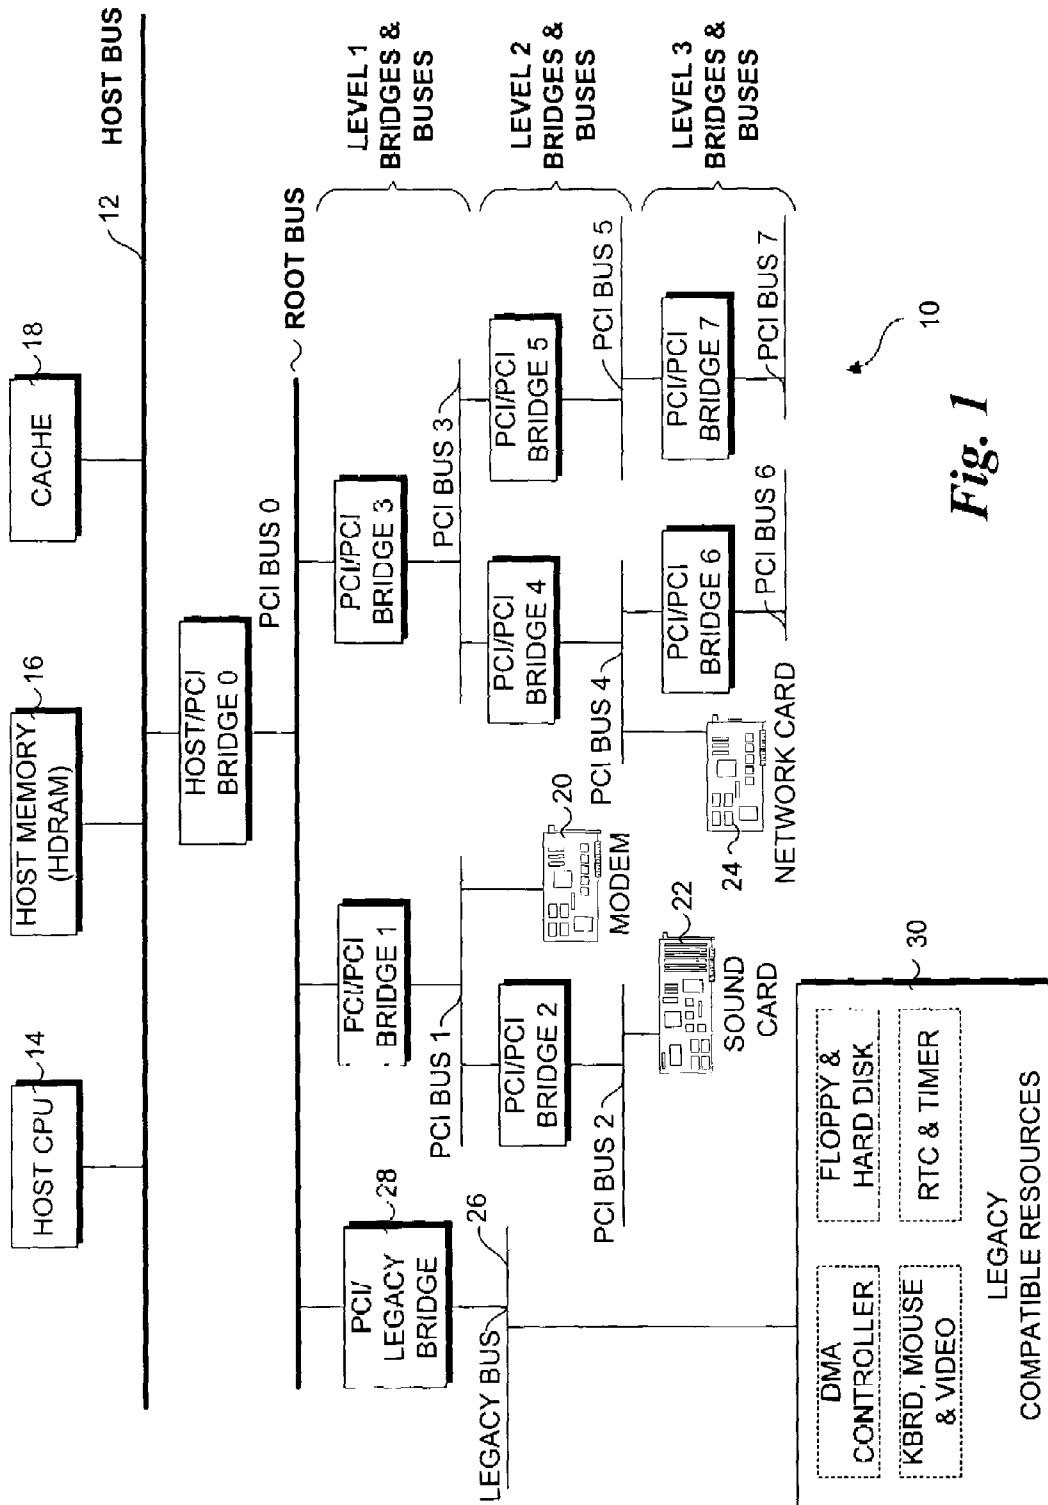 HOST CPU
14
HOST MEMORY
(HDRAM)
16
CACHE
18
12
HOST BUS
HOST/PCI
BRIDGE 0
PCI BUS 0
ROOT BUS
PCI/
LEGACY
BRIDGE
28
PCI/PCI
BRIDGE 1
PCI/PCI
BRIDGE 3
LEVEL 1
BRIDGES &
BUSES
LEGACY BUS
26
PCI BUS 1
PCI BUS 3
PCI/PCI
BRIDGE 2
20
MODEM
PCI/PCI
BRIDGE 4
PCI/PCI
BRIDGE 5
LEVEL 2
BRIDGES &
BUSES
PCI BUS 2
PCI BUS 4
PCI BUS 5
22
SOUND
CARD
24
NETWORK CARD
PCI/PCI
BRIDGE 6
PCI/PCI
BRIDGE 7
LEVEL 3
BRIDGES &
BUSES
PCI BUS 6
PCI BUS 7
30
DMA
CONTROLLER
FLOPPY &
HARD DISK
KBRD, MOUSE
& VIDEO
RTC & TIMER
LEGACY
COMPATIBLE RESOURCES
10
Fig. 1